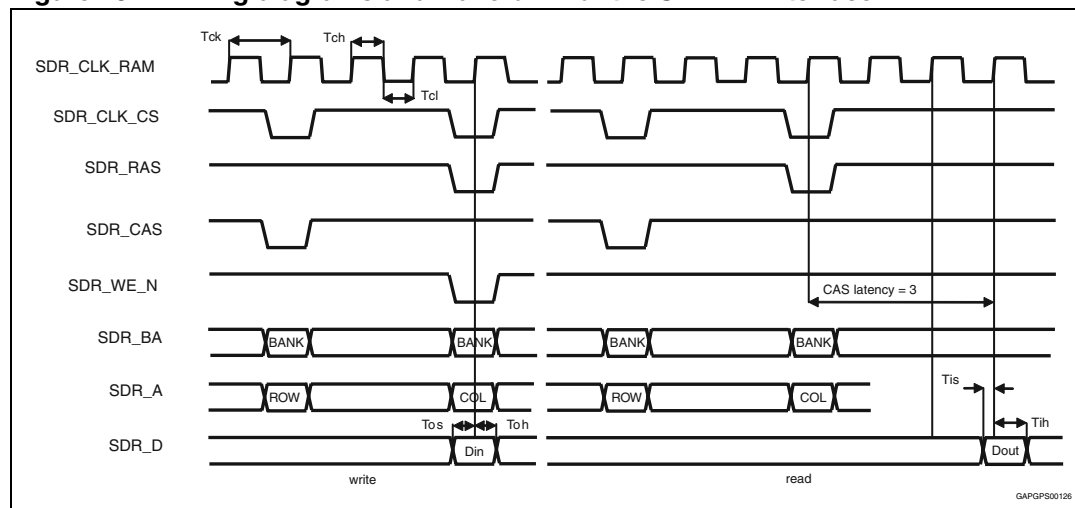 Tck Tch
SDR_CLK_RAM
Tcl
SDR_CLK_CS
SDR_RAS
SDR_CAS
SDR_WE_N
CAS latency = 3
SDR_BA BANK BANK BANK BANK
Tis
SDR_A ROW COL ROW COL
Tos Toh Tih
SDR_D Din Dout
write read
GAPGPS00126